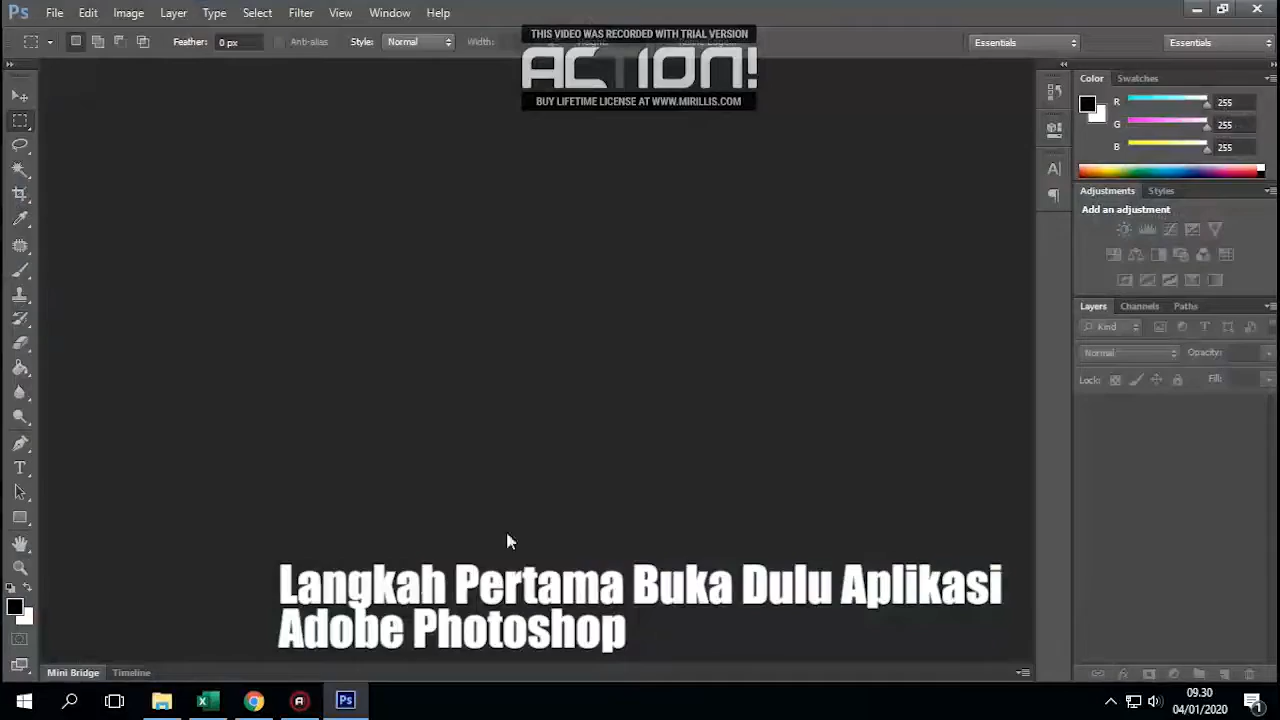 Ps File Edit Image Layer Type Select Filter View Window Help
Feather: 0 px Anti-alias Style: Normal Width: Essentials Essentials
THIS VIDEO WAS RECORDED WITH TRIAL VERSION
ACTION!
BUY LIFETIME LICENSE AT WWW.MIRILLIS.COM
Color Swatches
R 255
G 255
B 255
Adjustments Styles
Add an adjustment
Layers Channels Paths
Kind
Normal Opacity:
Lock: Fill:
Langkah Pertama Buka Dulu Aplikasi
Adobe Photoshop
Mini Bridge Timeline
09.30
04/01/2020